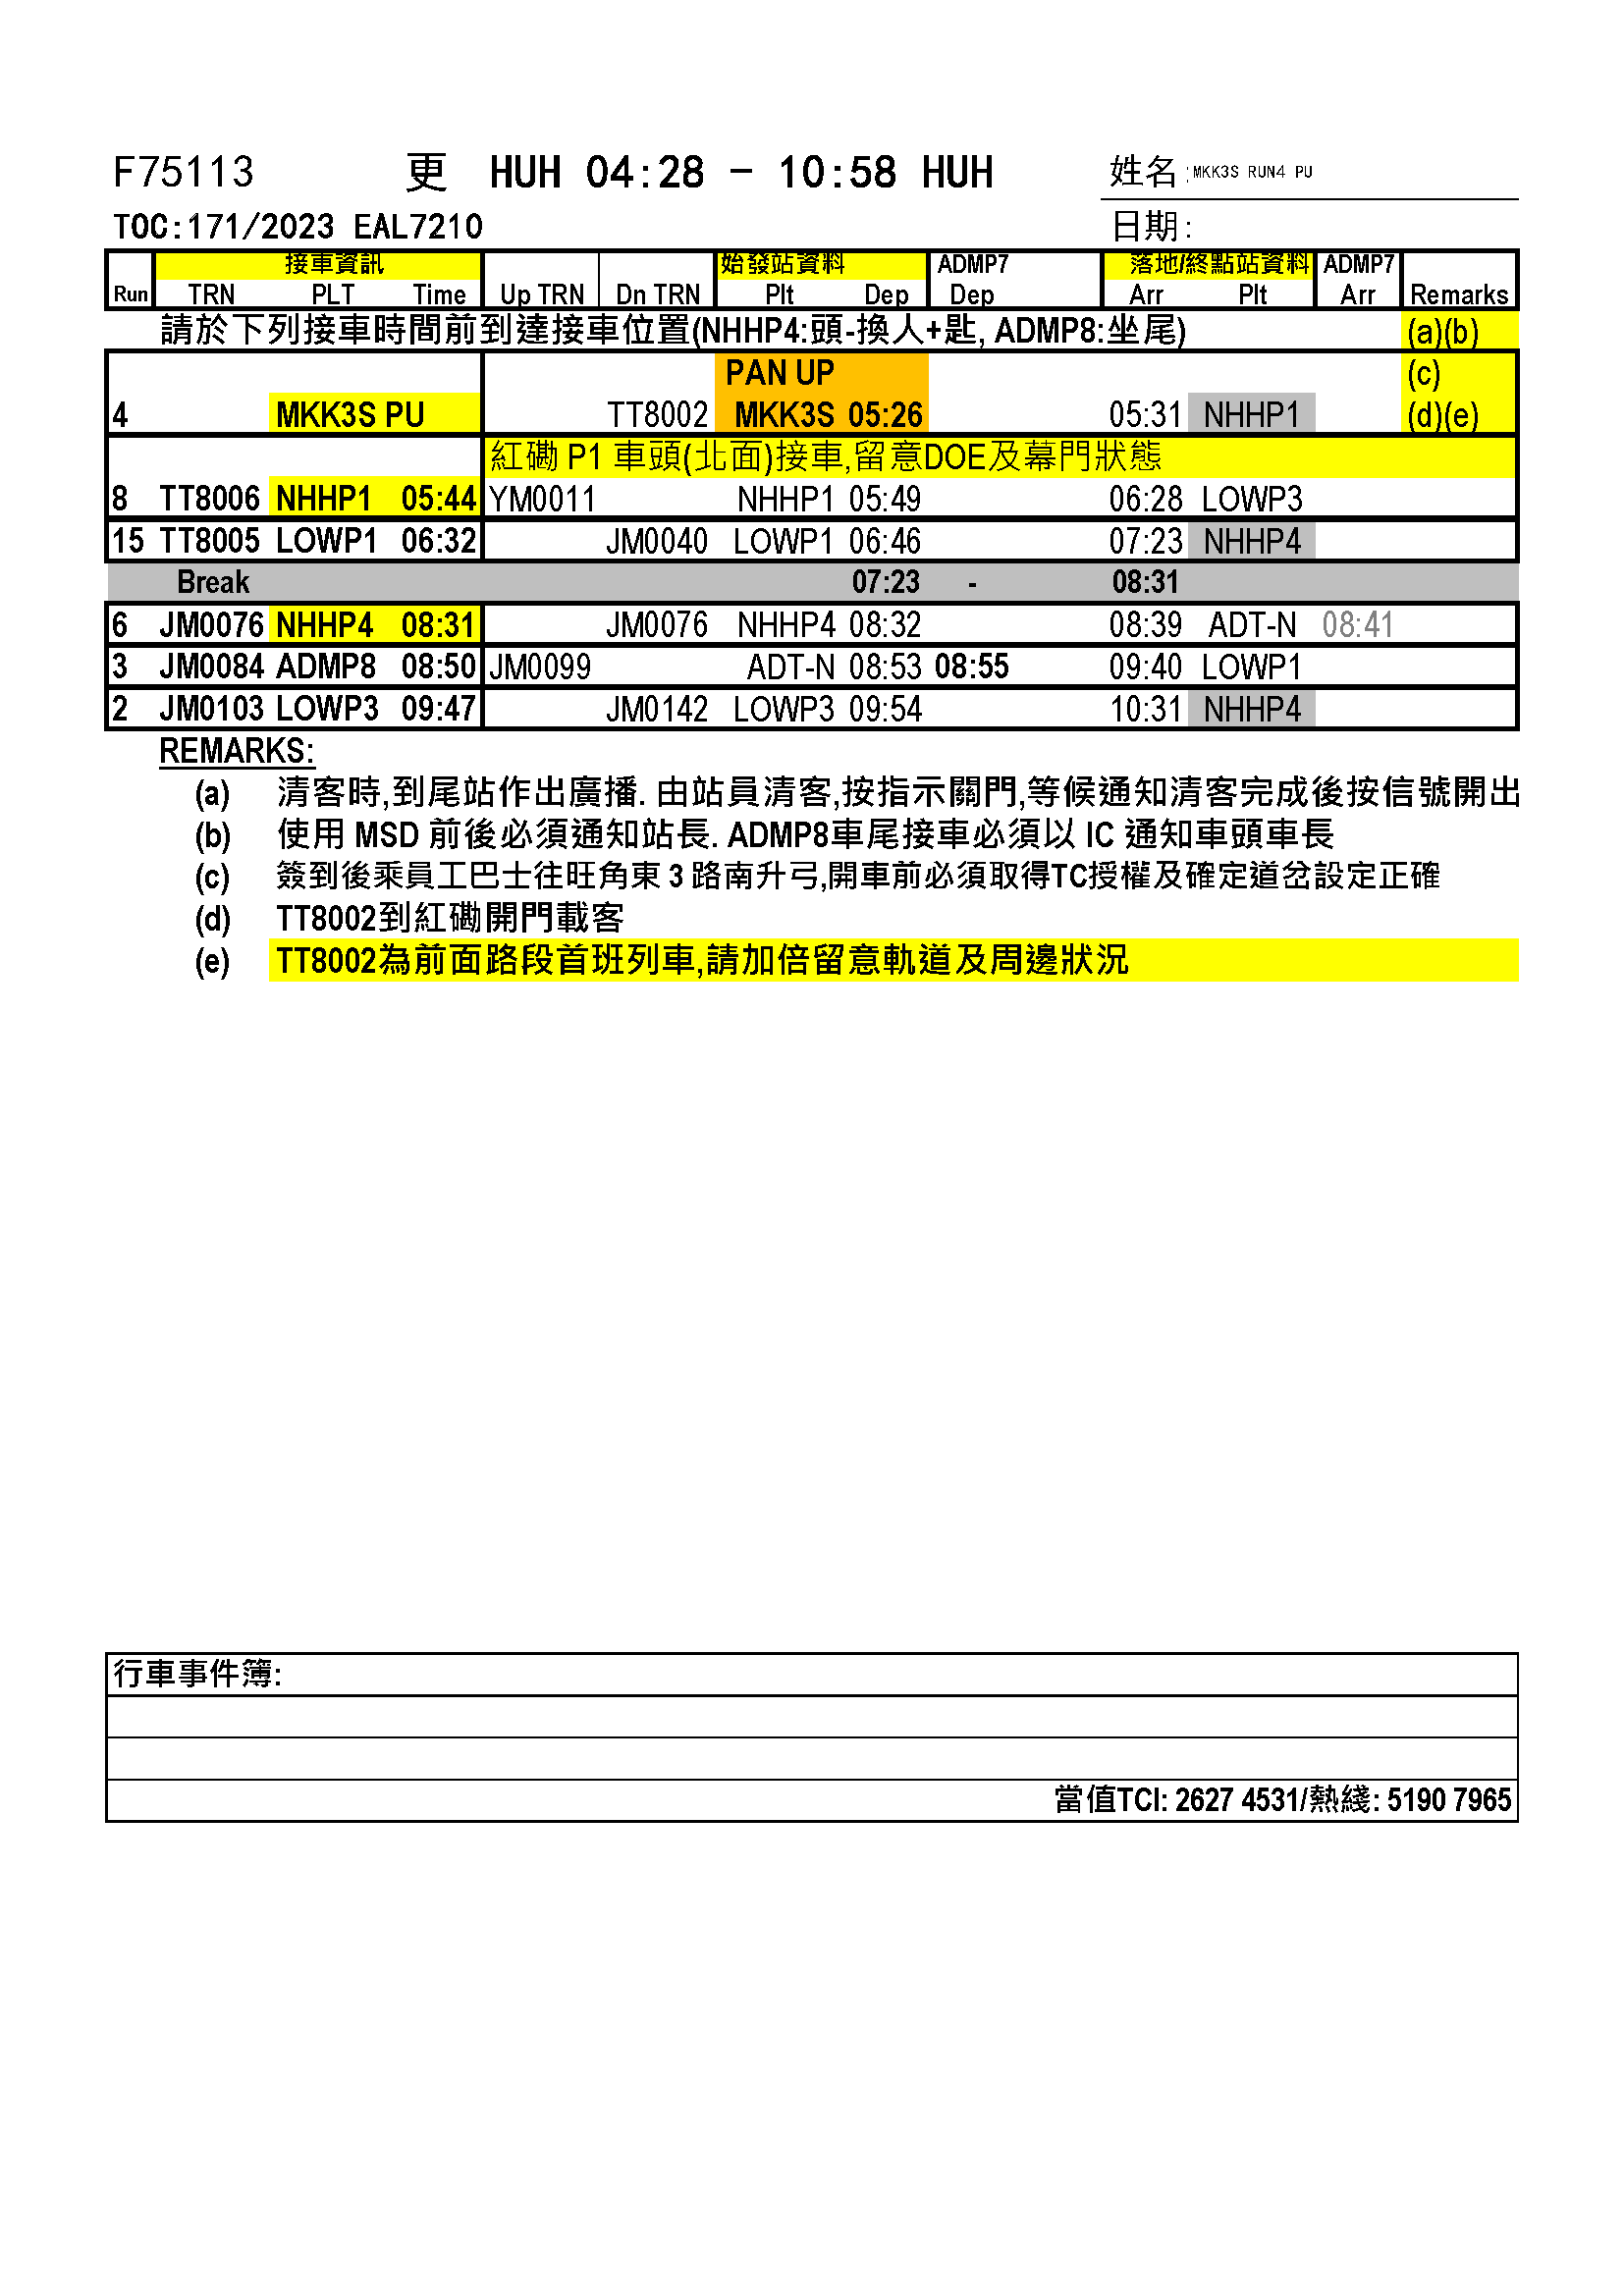 F75113 更 HUH 04:28 - 10:58 HUH 姓名:MKK3S RUN4 PU
TOC:171/2023 EAL7210 日期:
接車資訊 始發站資料 ADMP7 落地/終點站資料 ADMP7
Run TRN PLT Time Up TRN Dn TRN Plt Dep Dep Arr Plt Arr Remarks
請於下列接車時間前到達接車位置(NHHP4:頭-換人+匙, ADMP8:坐尾) (a)(b)
PAN UP (c)
4 MKK3S PU TT8002 MKK3S 05:26 05:31 NHHP1 (d)(e)
紅磡 P1 車頭(北面)接車,留意DOE及幕門狀態
8 TT8006 NHHP1 05:44 YM0011 NHHP1 05:49 06:28 LOWP3
15 TT8005 LOWP1 06:32 JM0040 LOWP1 06:46 07:23 NHHP4
Break 07:23 - 08:31
6 JM0076 NHHP4 08:31 JM0076 NHHP4 08:32 08:39 ADT-N 08:41
3 JM0084 ADMP8 08:50 JM0099 ADT-N 08:53 08:55 09:40 LOWP1
2 JM0103 LOWP3 09:47 JM0142 LOWP3 09:54 10:31 NHHP4
REMARKS:
(a) 清客時,到尾站作出廣播. 由站員清客,按指示關門,等候通知清客完成後按信號開出
(b) 使用 MSD 前後必須通知站長. ADMP8車尾接車必須以 IC 通知車頭車長
(c) 簽到後乘員工巴士往旺角東 3 路南升弓,開車前必須取得TC授權及確定道岔設定正確
(d) TT8002到紅磡開門載客
(e) TT8002為前面路段首班列車,請加倍留意軌道及周邊狀況
行車事件簿:
當值TCI: 2627 4531/熱綫: 5190 7965